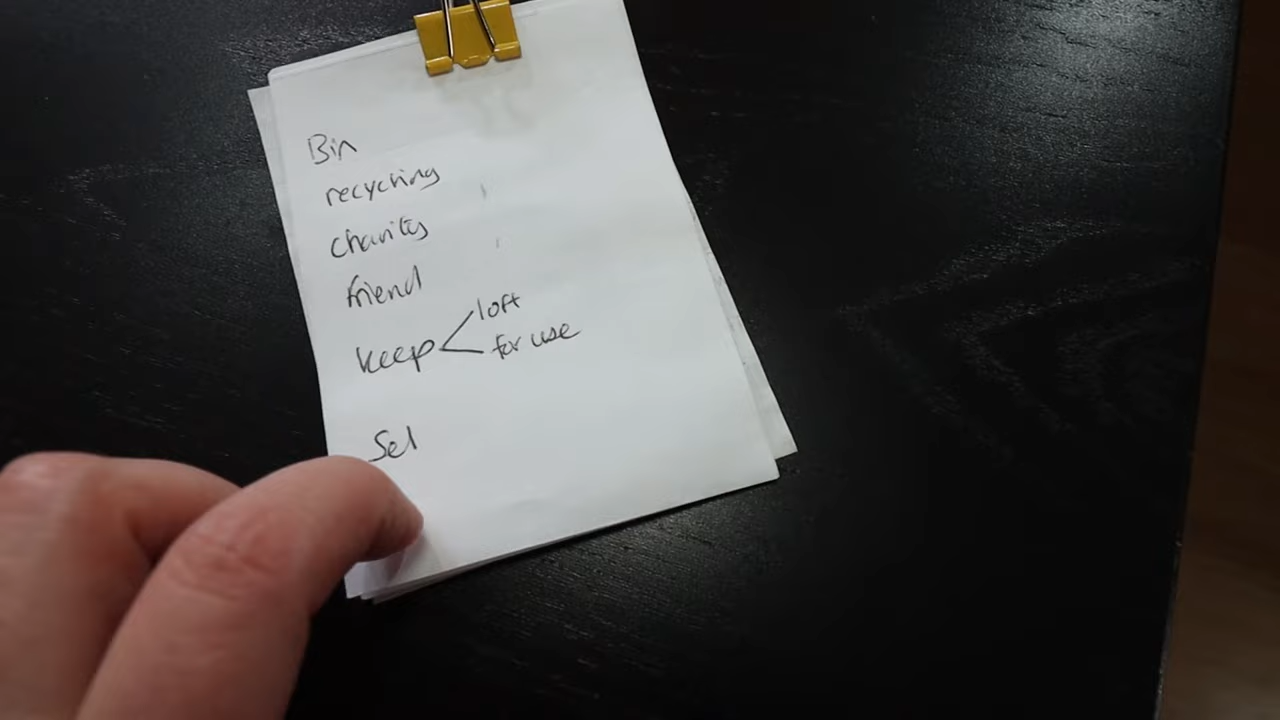 Bin
recycling
charity
friend
keep < loft
for use
Sel